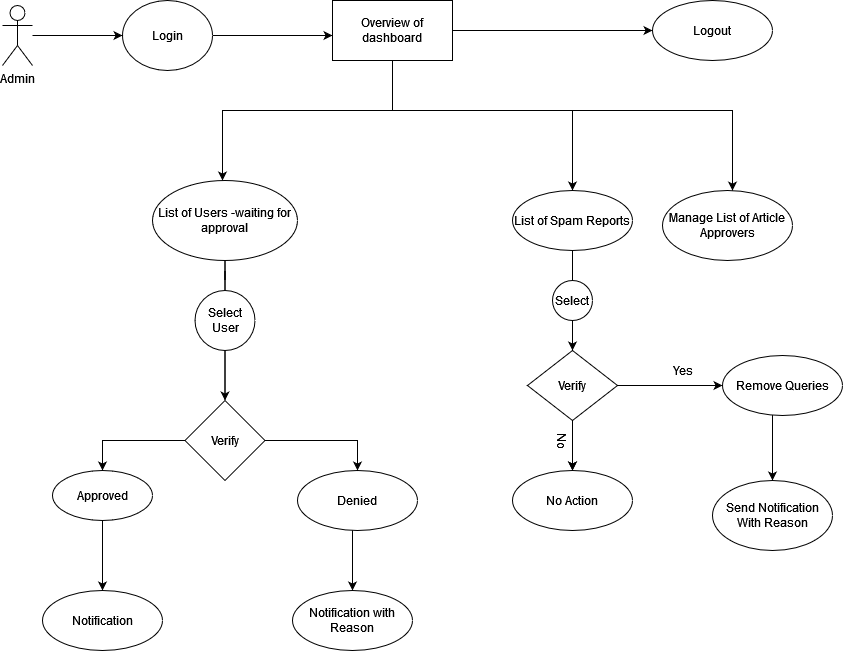 Admin
Login
Overview of
dashboard
Logout
List of Users -waiting for
approval
List of Spam Reports
Manage List of Article
Approvers
Select
User
Select
Verify
Yes
Remove Queries
Verify
No
Approved
Denied
No Action
Send Notification
With Reason
Notification
Notification with
Reason